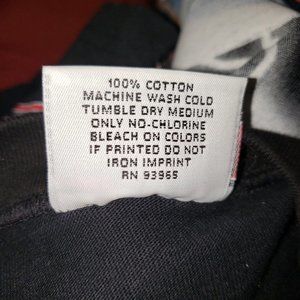 100% COTTON
MACHINE WASH COLD
TUMBLE DRY MEDIUM
ONLY NO-CHLORINE
BLEACH ON COLORS
IF PRINTED DO NOT
IRON IMPRINT
RN 93965